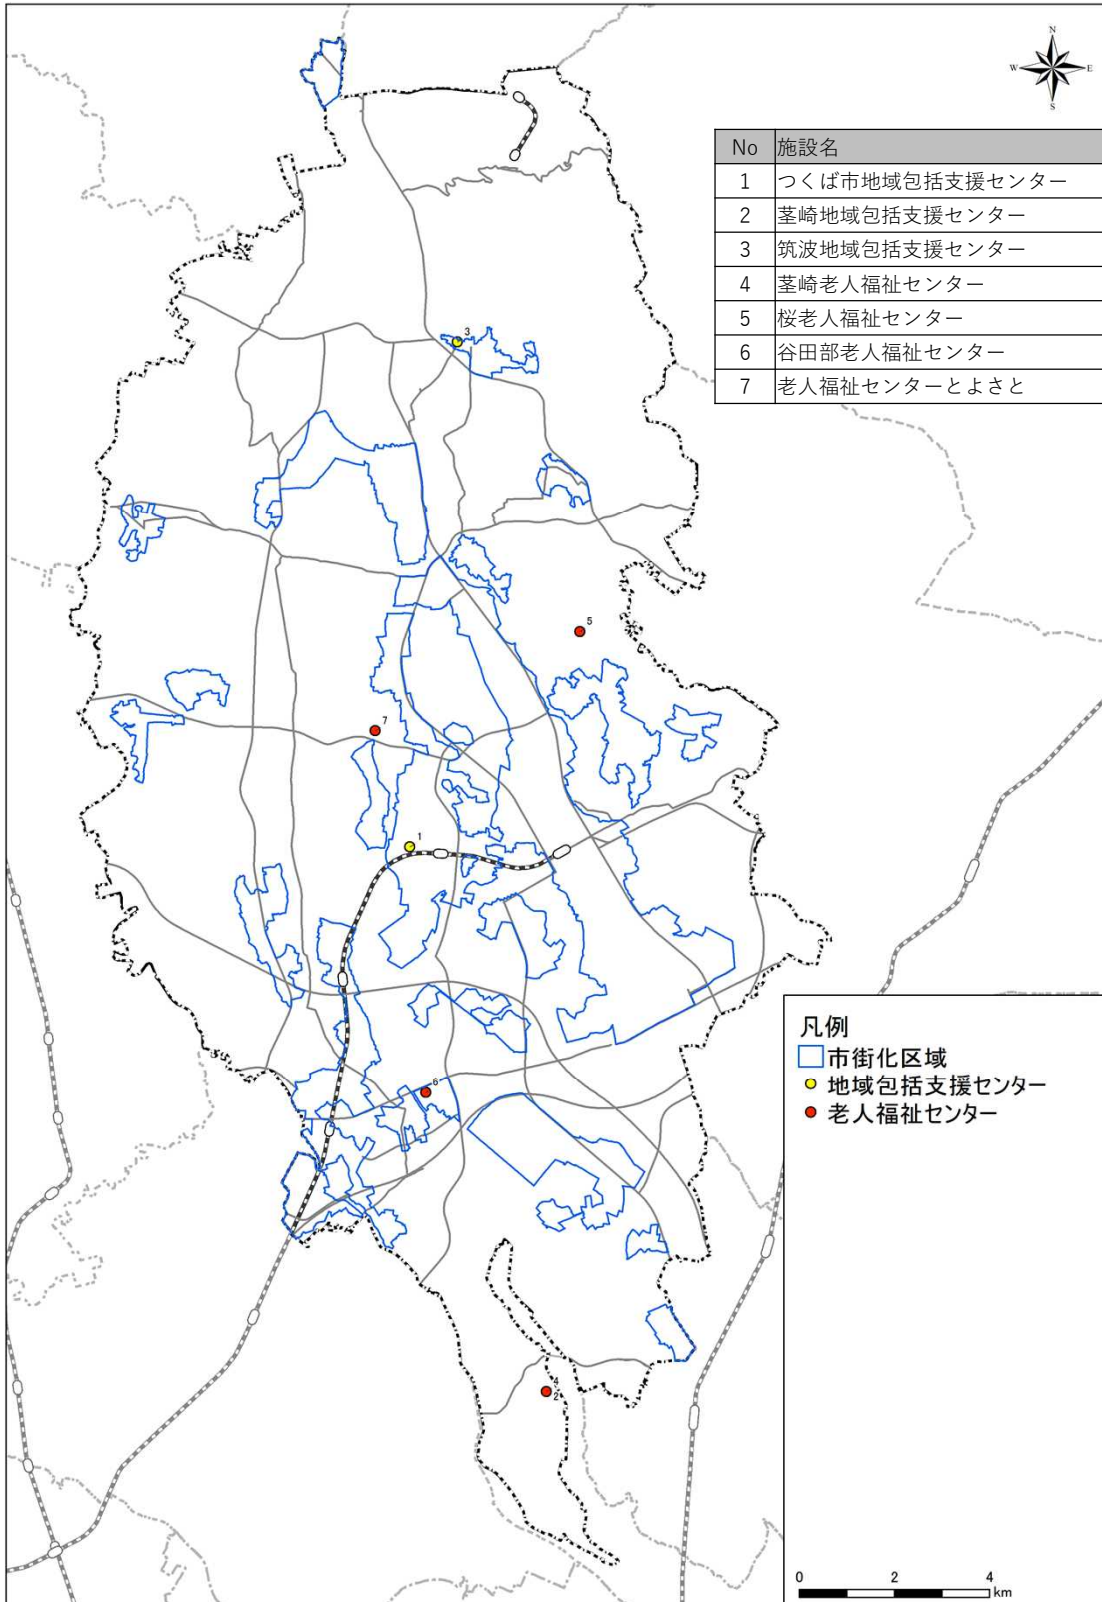 N
W E
S
No 施設名
1 つくば市地域包括支援センター
2 茎崎地域包括支援センター
3 筑波地域包括支援センター
4 茎崎老人福祉センター
5 桜老人福祉センター
6 谷田部老人福祉センター
7 老人福祉センターとよさと
3
5
7
1
6
4
2
凡例
市街化区域
地域包括支援センター
老人福祉センター
0 2 4
km